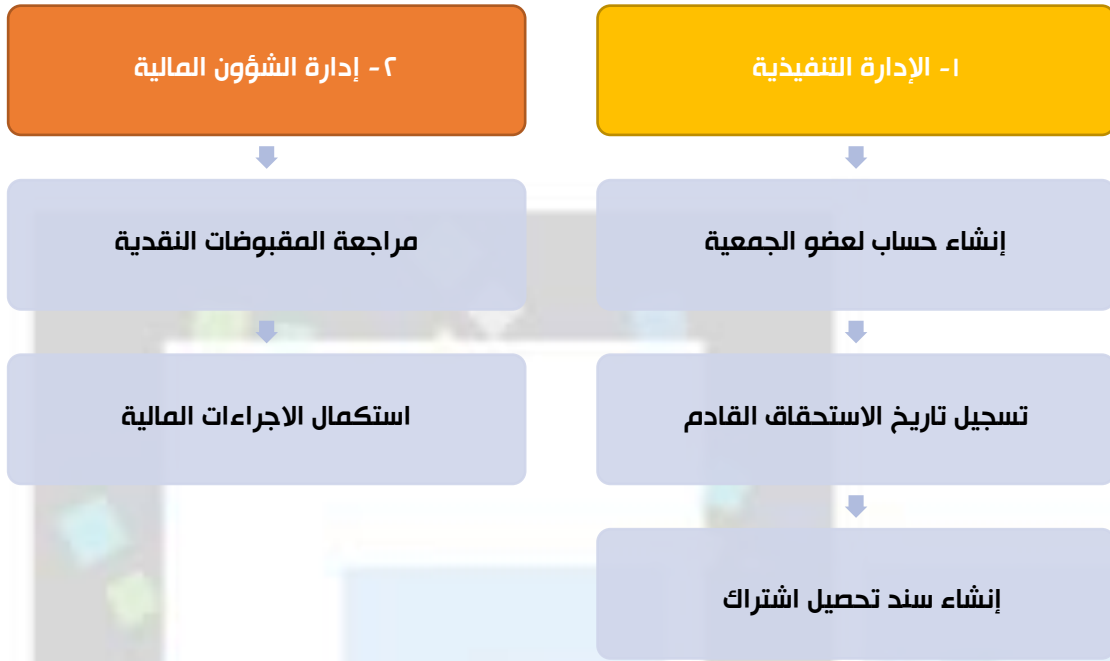 ١- الإدارة التنفيذية
إنشاء حساب لعضو الجمعية
تسجيل تاريخ الاستحقاق القادم
إنشاء سند تحصيل اشتراك
٢- إدارة الشؤون المالية
مراجعة المقبوضات النقدية
استكمال الاجراءات المالية